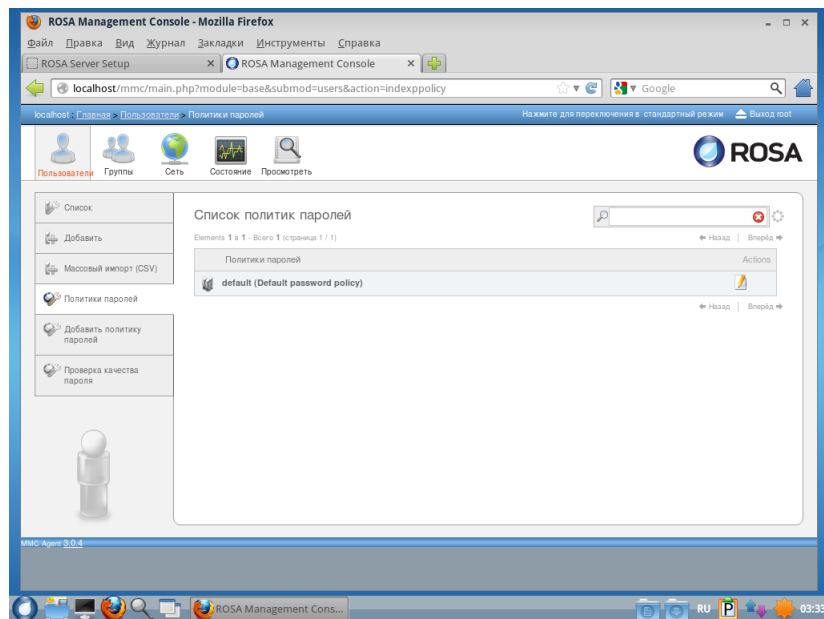 ROSA Management Console - Mozilla Firefox
Файл Правка Вид Журнал Закладки Инструменты Справка
ROSA Server Setup
ROSA Management Console
localhost/mmc/main.php?module=base&submod=users&action=indexppolicy
Google
localhost : Главная > Пользователи > Политики паролей
Нажмите для переключения в стандартный режим
Выход root
Пользователи
Группы
Сеть
Состояние
Просмотреть
ROSA
Список
Добавить
Массовый импорт (CSV)
Политики паролей
Добавить политику
паролей
Проверка качества
пароля
Список политик паролей
Elements 1 в 1 - Всего 1 (страница 1 / 1)
Назад | Вперёд
Политики паролей
Actions
default (Default password policy)
Назад | Вперёд
MMC Agent 3.0.4
ROSA Management Cons...
RU
P
03:33